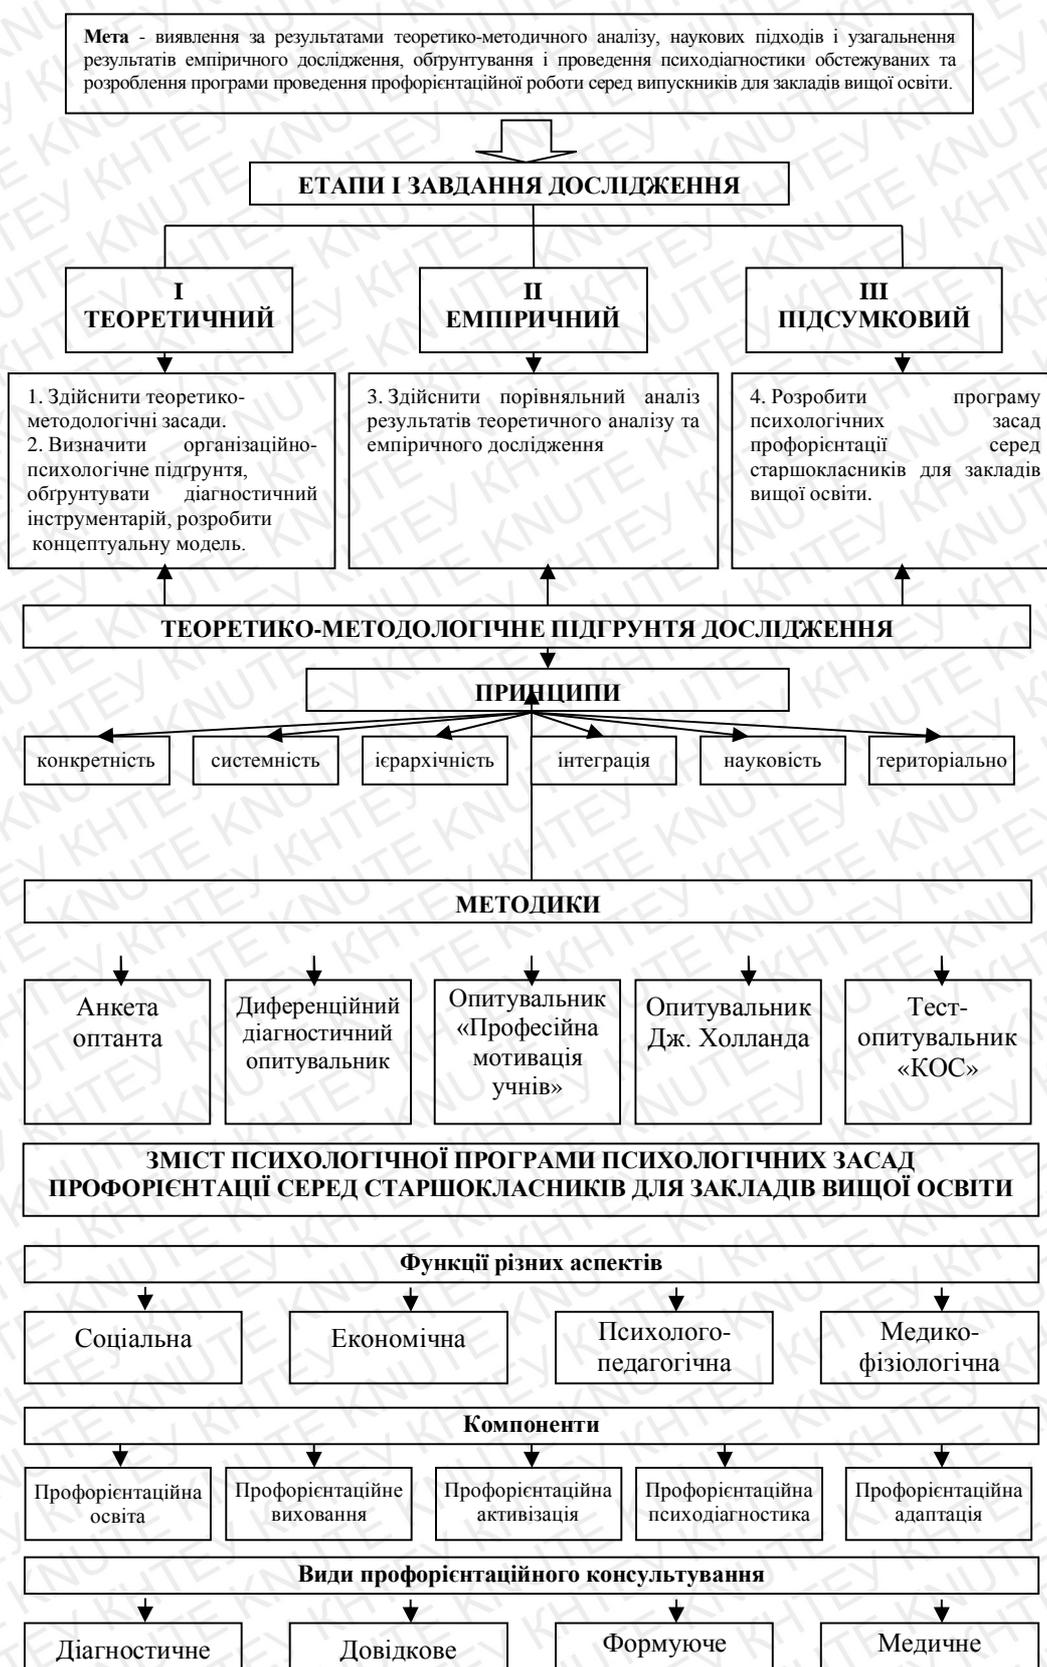 Мета - виявлення за результатами теоретико-методичного аналізу, наукових підходів і узагальнення
результатів емпіричного дослідження, обґрунтування і проведення психодіагностики обстежуваних та
розроблення програми проведення профорієнтаційної роботи серед випускників для закладів вищої освіти.
ЕТАПИ І ЗАВДАННЯ ДОСЛІДЖЕННЯ
I
ТЕОРЕТИЧНИЙ
II
ЕМПІРИЧНИЙ
III
ПІДСУМКОВИЙ
1. Здійснити теоретико-
методологічні засади.
2. Визначити організаційно-
психологічне підґрунтя,
обґрунтувати діагностичний
інструментарій, розробити
концептуальну модель.
3. Здійснити порівняльний аналіз
результатів теоретичного аналізу та
емпіричного дослідження
4. Розробити програму
психологічних засад
профорієнтації серед
старшокласників для закладів
вищої освіти.
ТЕОРЕТИКО-МЕТОДОЛОГІЧНЕ ПІДГРУНТЯ ДОСЛІДЖЕННЯ
ПРИНЦИПИ
конкретність
системність
ієрархічність
інтеграція
науковість
територіально
МЕТОДИКИ
Анкета
оптанта
Диференційний
діагностичний
опитувальник
Опитувальник
«Професійна
мотивація
учнів»
Опитувальник
Дж. Холланда
Тест-
опитувальник
«КОС»
ЗМІСТ ПСИХОЛОГІЧНОЇ ПРОГРАМИ ПСИХОЛОГІЧНИХ ЗАСАД
ПРОФОРІЄНТАЦІЇ СЕРЕД СТАРШОКЛАСНИКІВ ДЛЯ ЗАКЛАДІВ ВИЩОЇ ОСВІТИ
Функції різних аспектів
Соціальна
Економічна
Психолого-
педагогічна
Медико-
фізіологічна
Компоненти
Профорієнтаційна
освіта
Профорієнтаційне
виховання
Профорієнтаційна
активізація
Профорієнтаційна
психодіагностика
Профорієнтаційна
адаптація
Види профорієнтаційного консультування
Діагностичне
Довідкове
Формуюче
Медичне